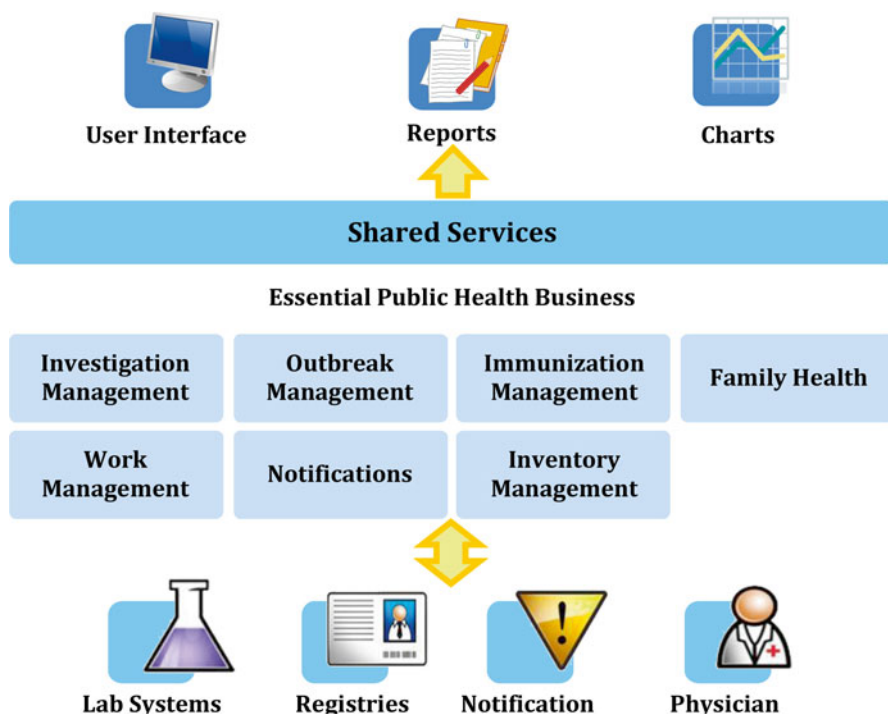 User Interface
Reports
Charts
Shared Services
Essential Public Health Business
Investigation
Management
Outbreak
Management
Immunization
Management
Family Health
Work
Management
Notifications
Inventory
Management
Lab Systems
Registries
Notification
Physician